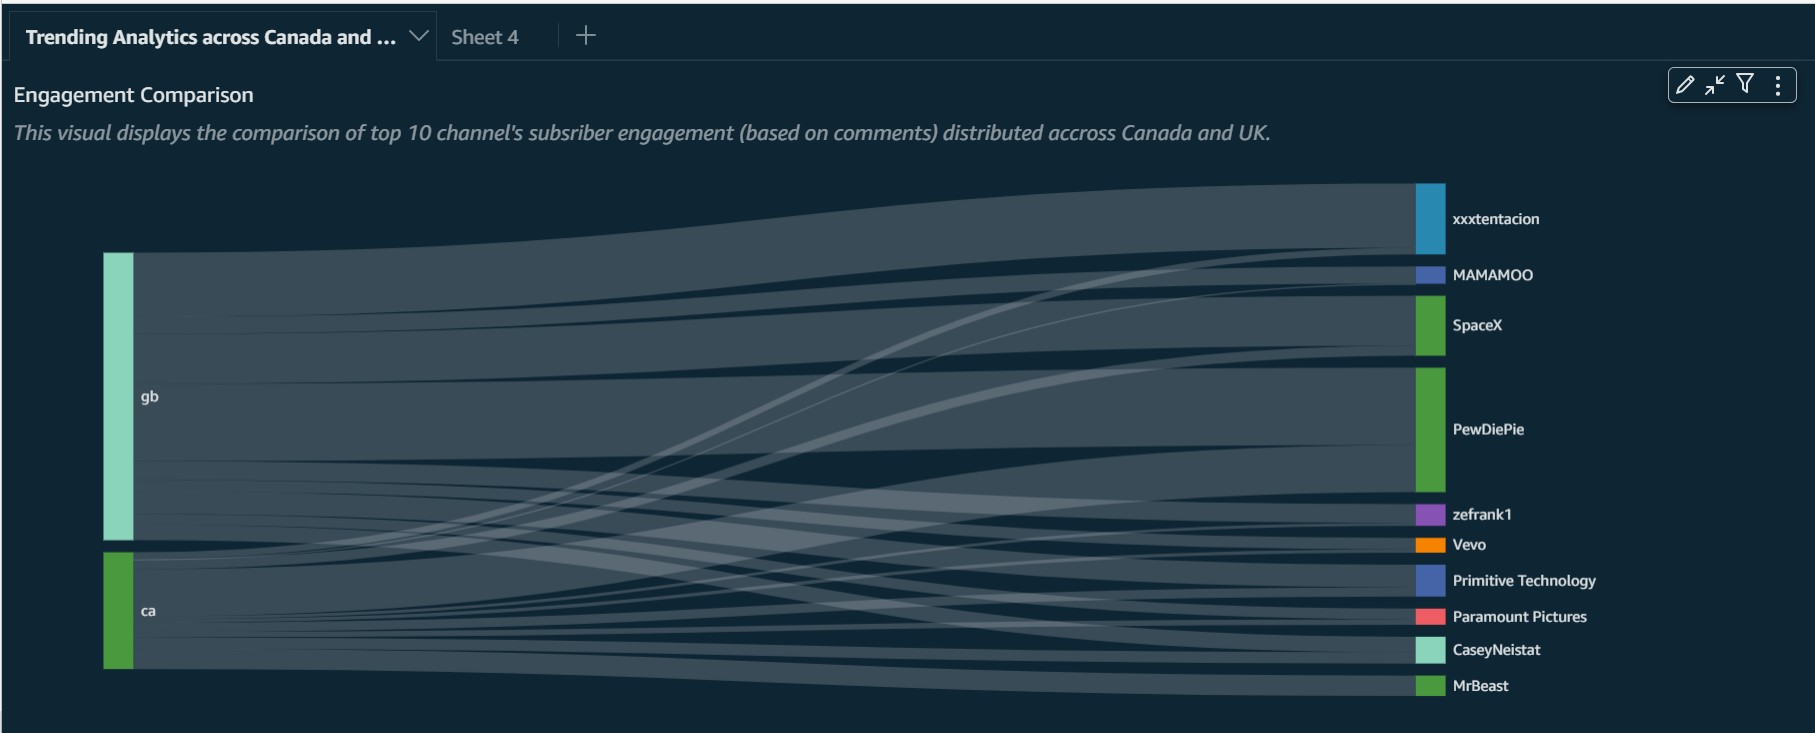 Trending Analytics across Canada and ...
Sheet 4
Engagement Comparison
This visual displays the comparison of top 10 channel's subsriber engagement (based on comments) distributed accross Canada and UK.
xxxtentacion
MAMAMOO
SpaceX
gb
PewDiePie
zefrank1
Vevo
Primitive Technology
ca
Paramount Pictures
CaseyNeistat
MrBeast